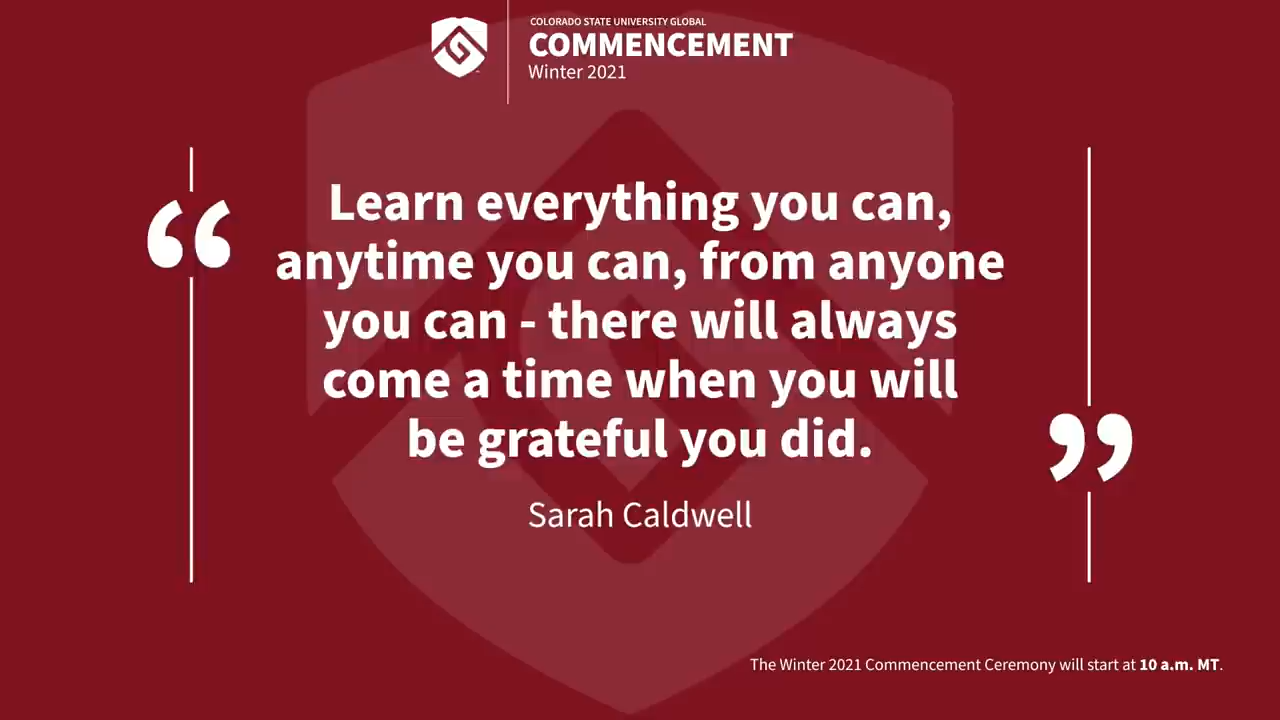 COLORADO STATE UNIVERSITY GLOBAL
COMMENCEMENT
Winter 2021
“
Learn everything you can,
anytime you can, from anyone
you can - there will always
come a time when you will
be grateful you did.
”
Sarah Caldwell
The Winter 2021 Commencement Ceremony will start at 10 a.m. MT.